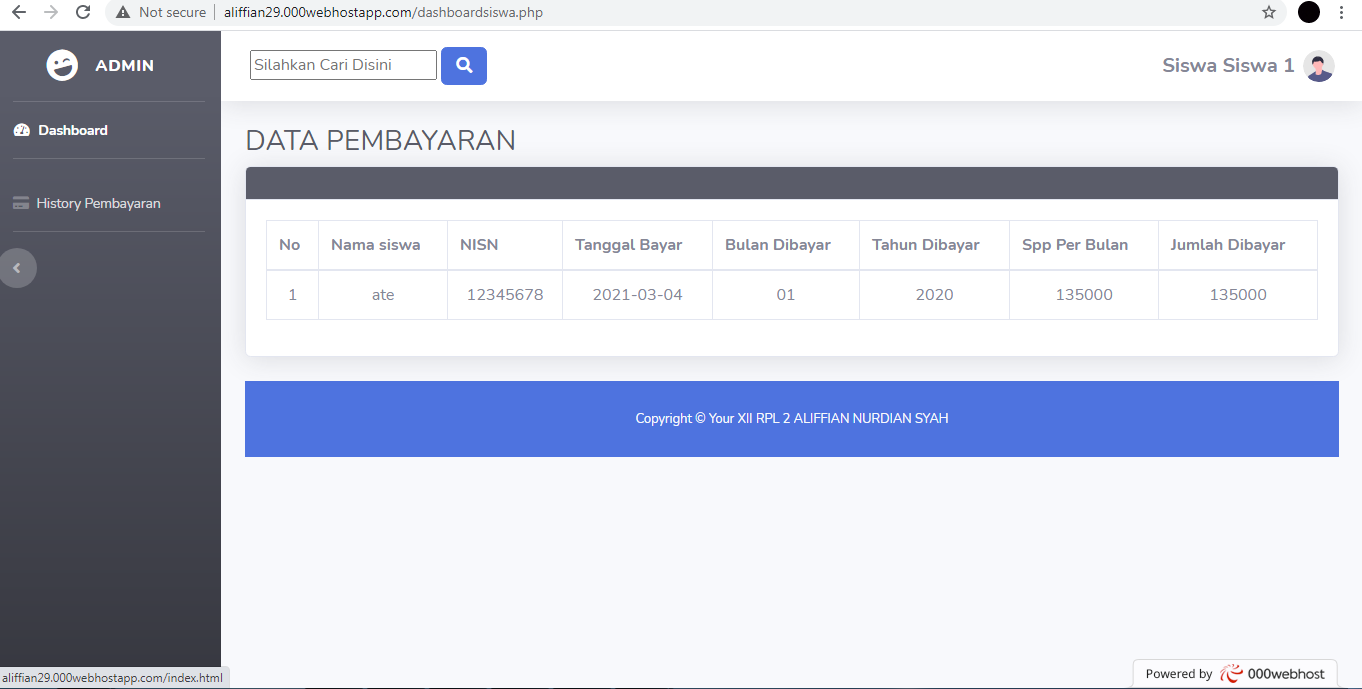 Not secure | aliffian29.000webhostapp.com/dashboardsiswa.php
ADMIN
Silahkan Cari Disini
Siswa Siswa 1
Dashboard
History Pembayaran
DATA PEMBAYARAN
No Nama siswa NISN Tanggal Bayar Bulan Dibayar Tahun Dibayar Spp Per Bulan Jumlah Dibayar
1 ate 12345678 2021-03-04 01 2020 135000 135000
Copyright © Your XII RPL 2 ALIFFIAN NURDIAN SYAH
aliffian29.000webhostapp.com/index.html
Powered by 000webhost